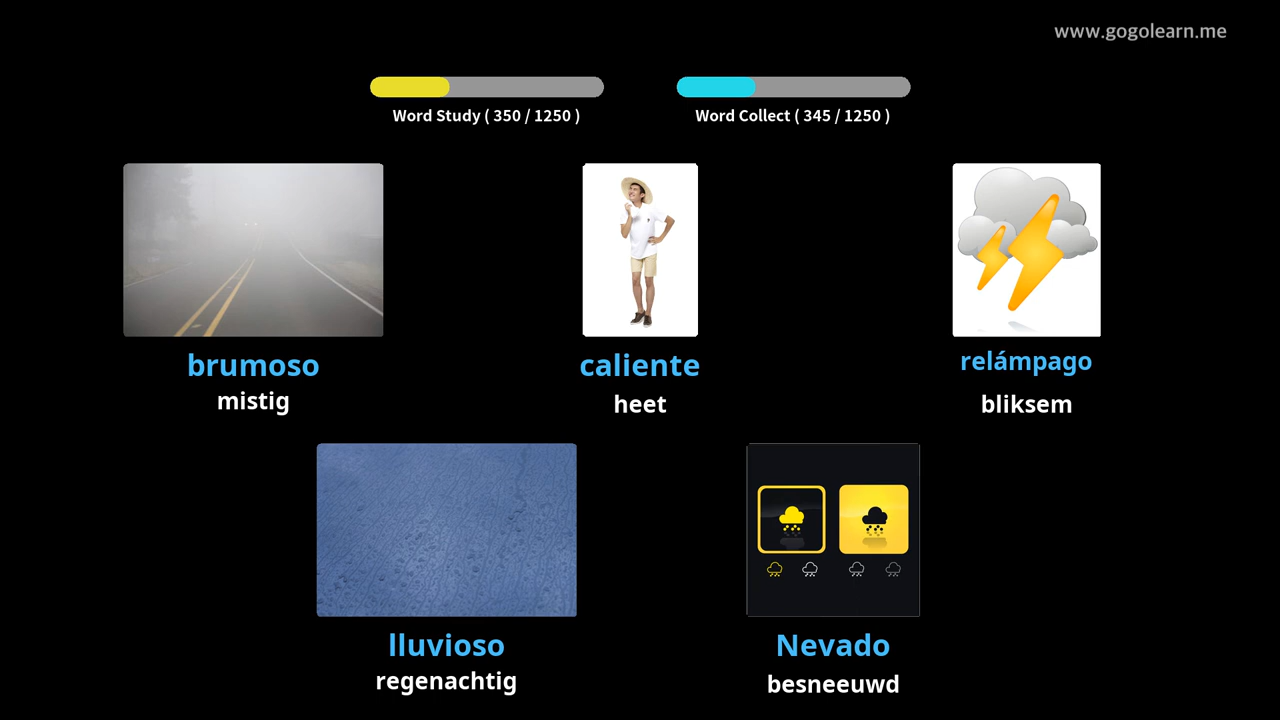 www.gogolearn.me
Word Study ( 350 / 1250 )
Word Collect ( 345 / 1250 )
brumoso
mistig
caliente
heet
relámpago
bliksem
lluvioso
regenachtig
Nevado
besneeuwd